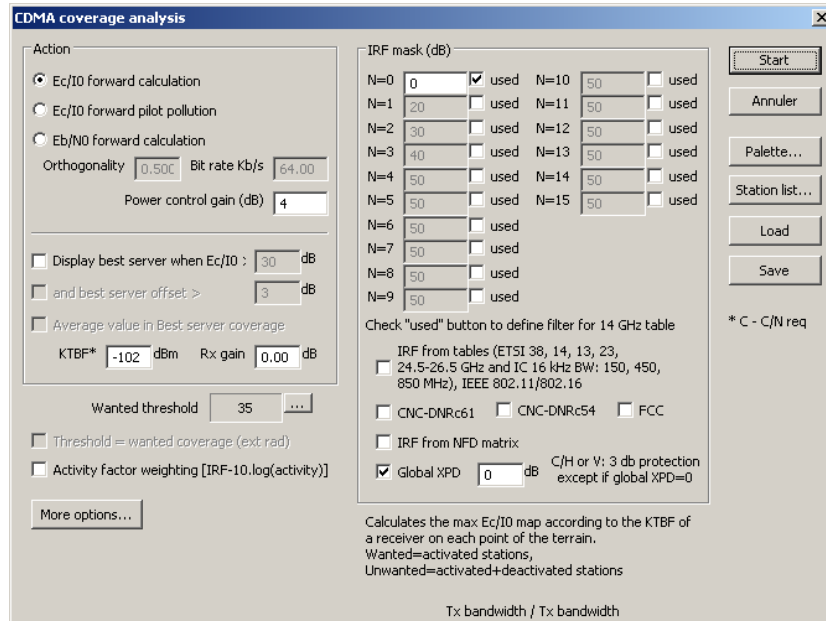 CDMA coverage analysis
Action
Ec/I0 forward calculation
Ec/I0 forward pilot pollution
Eb/N0 forward calculation
Orthogonality 0.500 Bit rate Kb/s 64.00
Power control gain (dB) 4
Display best server when Ec/I0 : 30 dB
and best server offset > 3 dB
Average value in Best server coverage
KTBF* -102 dBm Rx gain 0.00 dB
Wanted threshold 35 ...
Threshold = wanted coverage (ext rad)
Activity factor weighting [IRF-10.log(activity)]
More options...
IRF mask (dB)
N=0 0 used N=10 50 used
N=1 20 used N=11 50 used
N=2 30 used N=12 50 used
N=3 40 used N=13 50 used
N=4 50 used N=14 50 used
N=5 50 used N=15 50 used
N=6 50 used
N=7 50 used
N=8 50 used
N=9 50 used
Check "used" button to define filter for 14 GHz table
IRF from tables (ETSI 38, 14, 13, 23,
24.5-26.5 GHz and IC 16 kHz BW: 150, 450,
850 MHz), IEEE 802.11/802.16
CNC-DNRc61 CNC-DNRc54 FCC
IRF from NFD matrix
Global XPD 0 dB C/H or V: 3 db protection
except if global XPD=0
Calculates the max Ec/I0 map according to the KTBF of
a receiver on each point of the terrain.
Wanted=activated stations,
Unwanted=activated+deactivated stations
Tx bandwidth / Tx bandwidth
Start
Annuler
Palette...
Station list...
Load
Save
* C - C/N req